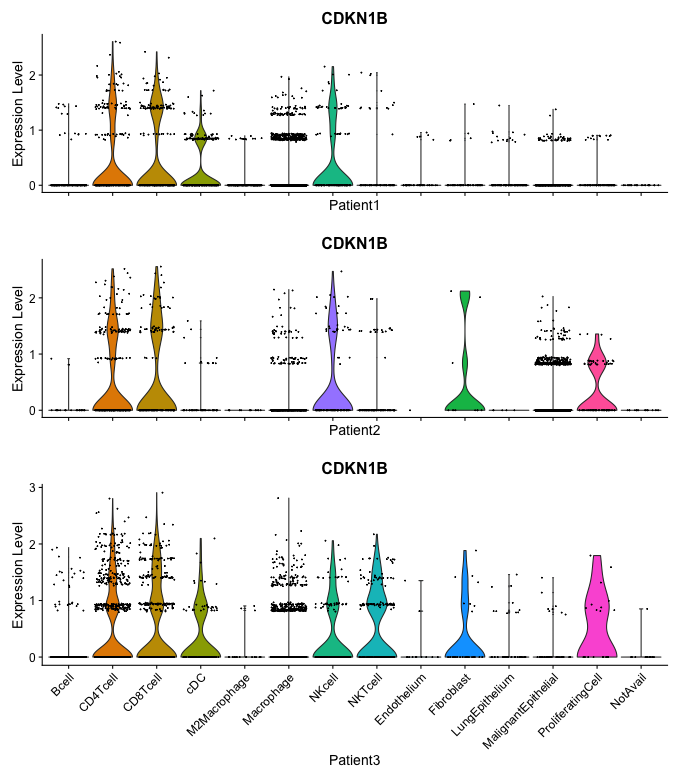 CDKN1B
Expression Level
2
1
0
Patient1
CDKN1B
Expression Level
2
1
0
Patient2
CDKN1B
Expression Level
3
2
1
0
Bcell
CD4Tcell
CD8Tcell
cDC
M2Macrophage
Macrophage
NKcell
NKTcell
Endothelium
Fibroblast
LungEpithelium
MalignantEpithelial
ProliferatingCell
NotAvail
Patient3